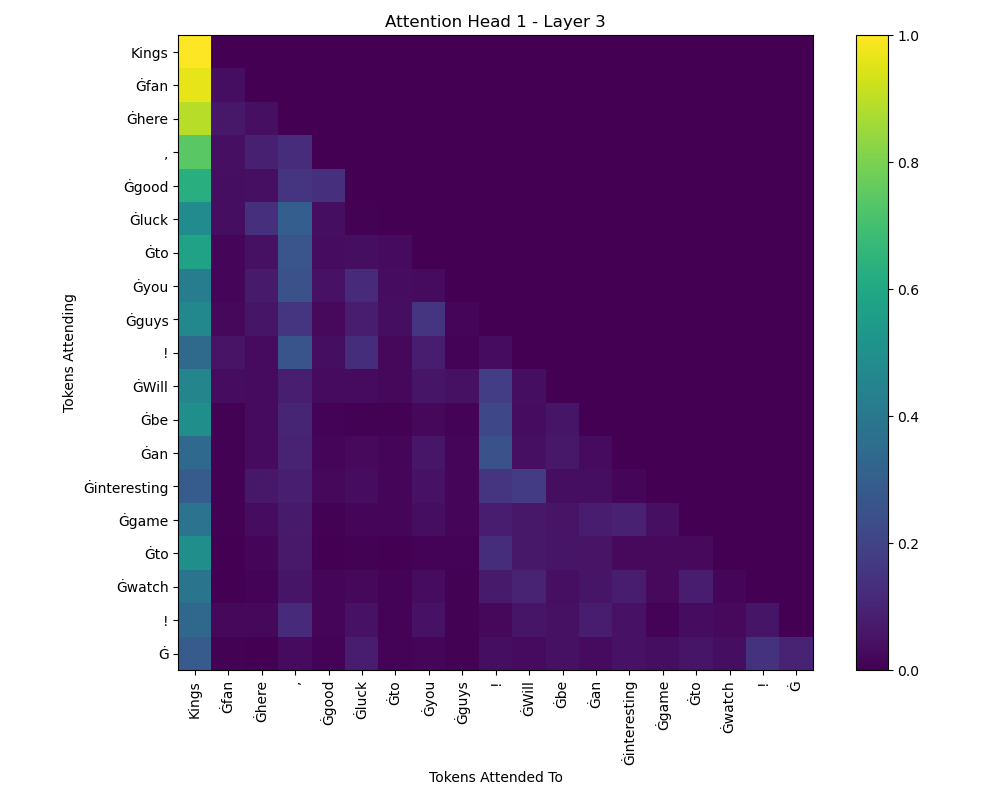 Attention Head 1 - Layer 3
Kings
Ġfan
Ġhere
,
Ġgood
Ġluck
Ġto
Ġyou
Ġguys
!
ĠWill
Ġbe
Ġan
Ġinteresting
Ġgame
Ġto
Ġwatch
!
Ġ
Tokens Attending
Kings
Ġfan
Ġhere
,
Ġgood
Ġluck
Ġto
Ġyou
Ġguys
!
ĠWill
Ġbe
Ġan
Ġinteresting
Ġgame
Ġto
Ġwatch
!
Ġ
Tokens Attended To
1.0
0.8
0.6
0.4
0.2
0.0